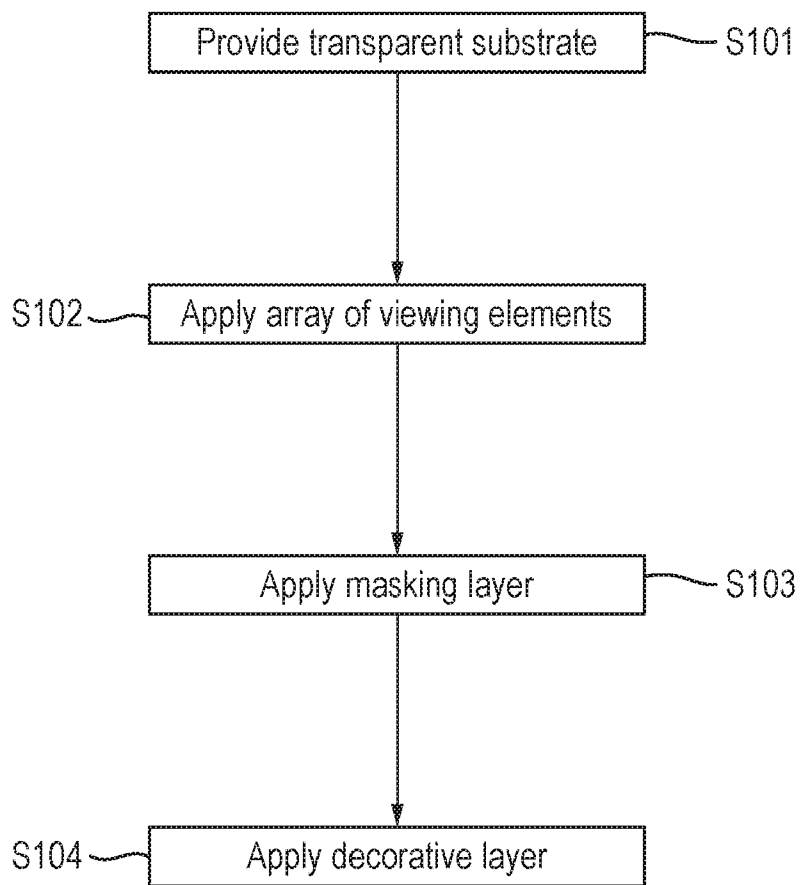 Provide transparent substrate S101
S102 Apply array of viewing elements
Apply masking layer S103
S104 Apply decorative layer